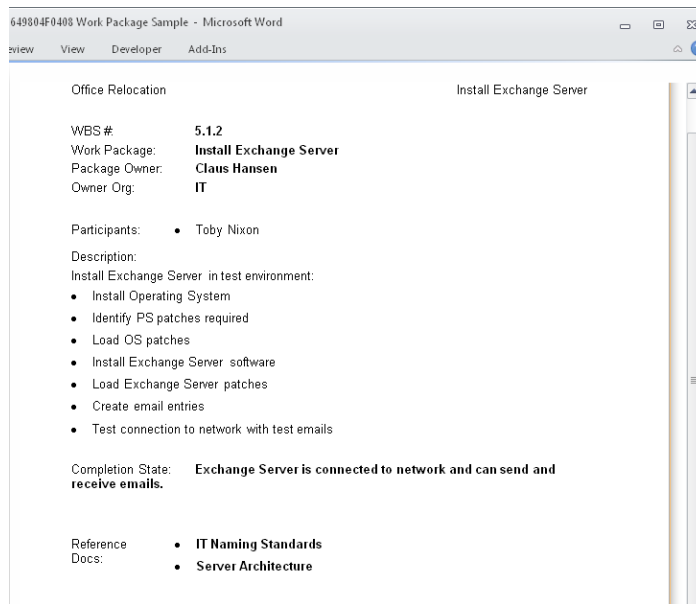 649804F0408 Work Package Sample - Microsoft Word
eview View Developer Add-Ins
Office Relocation Install Exchange Server
WBS #: 5.1.2
Work Package: Install Exchange Server
Package Owner: Claus Hansen
Owner Org: IT
Participants: • Toby Nixon
Description:
Install Exchange Server in test environment:
• Install Operating System
• Identify PS patches required
• Load OS patches
• Install Exchange Server software
• Load Exchange Server patches
• Create email entries
• Test connection to network with test emails
Completion State: Exchange Server is connected to network and can send and
receive emails.
Reference • IT Naming Standards
Docs: • Server Architecture